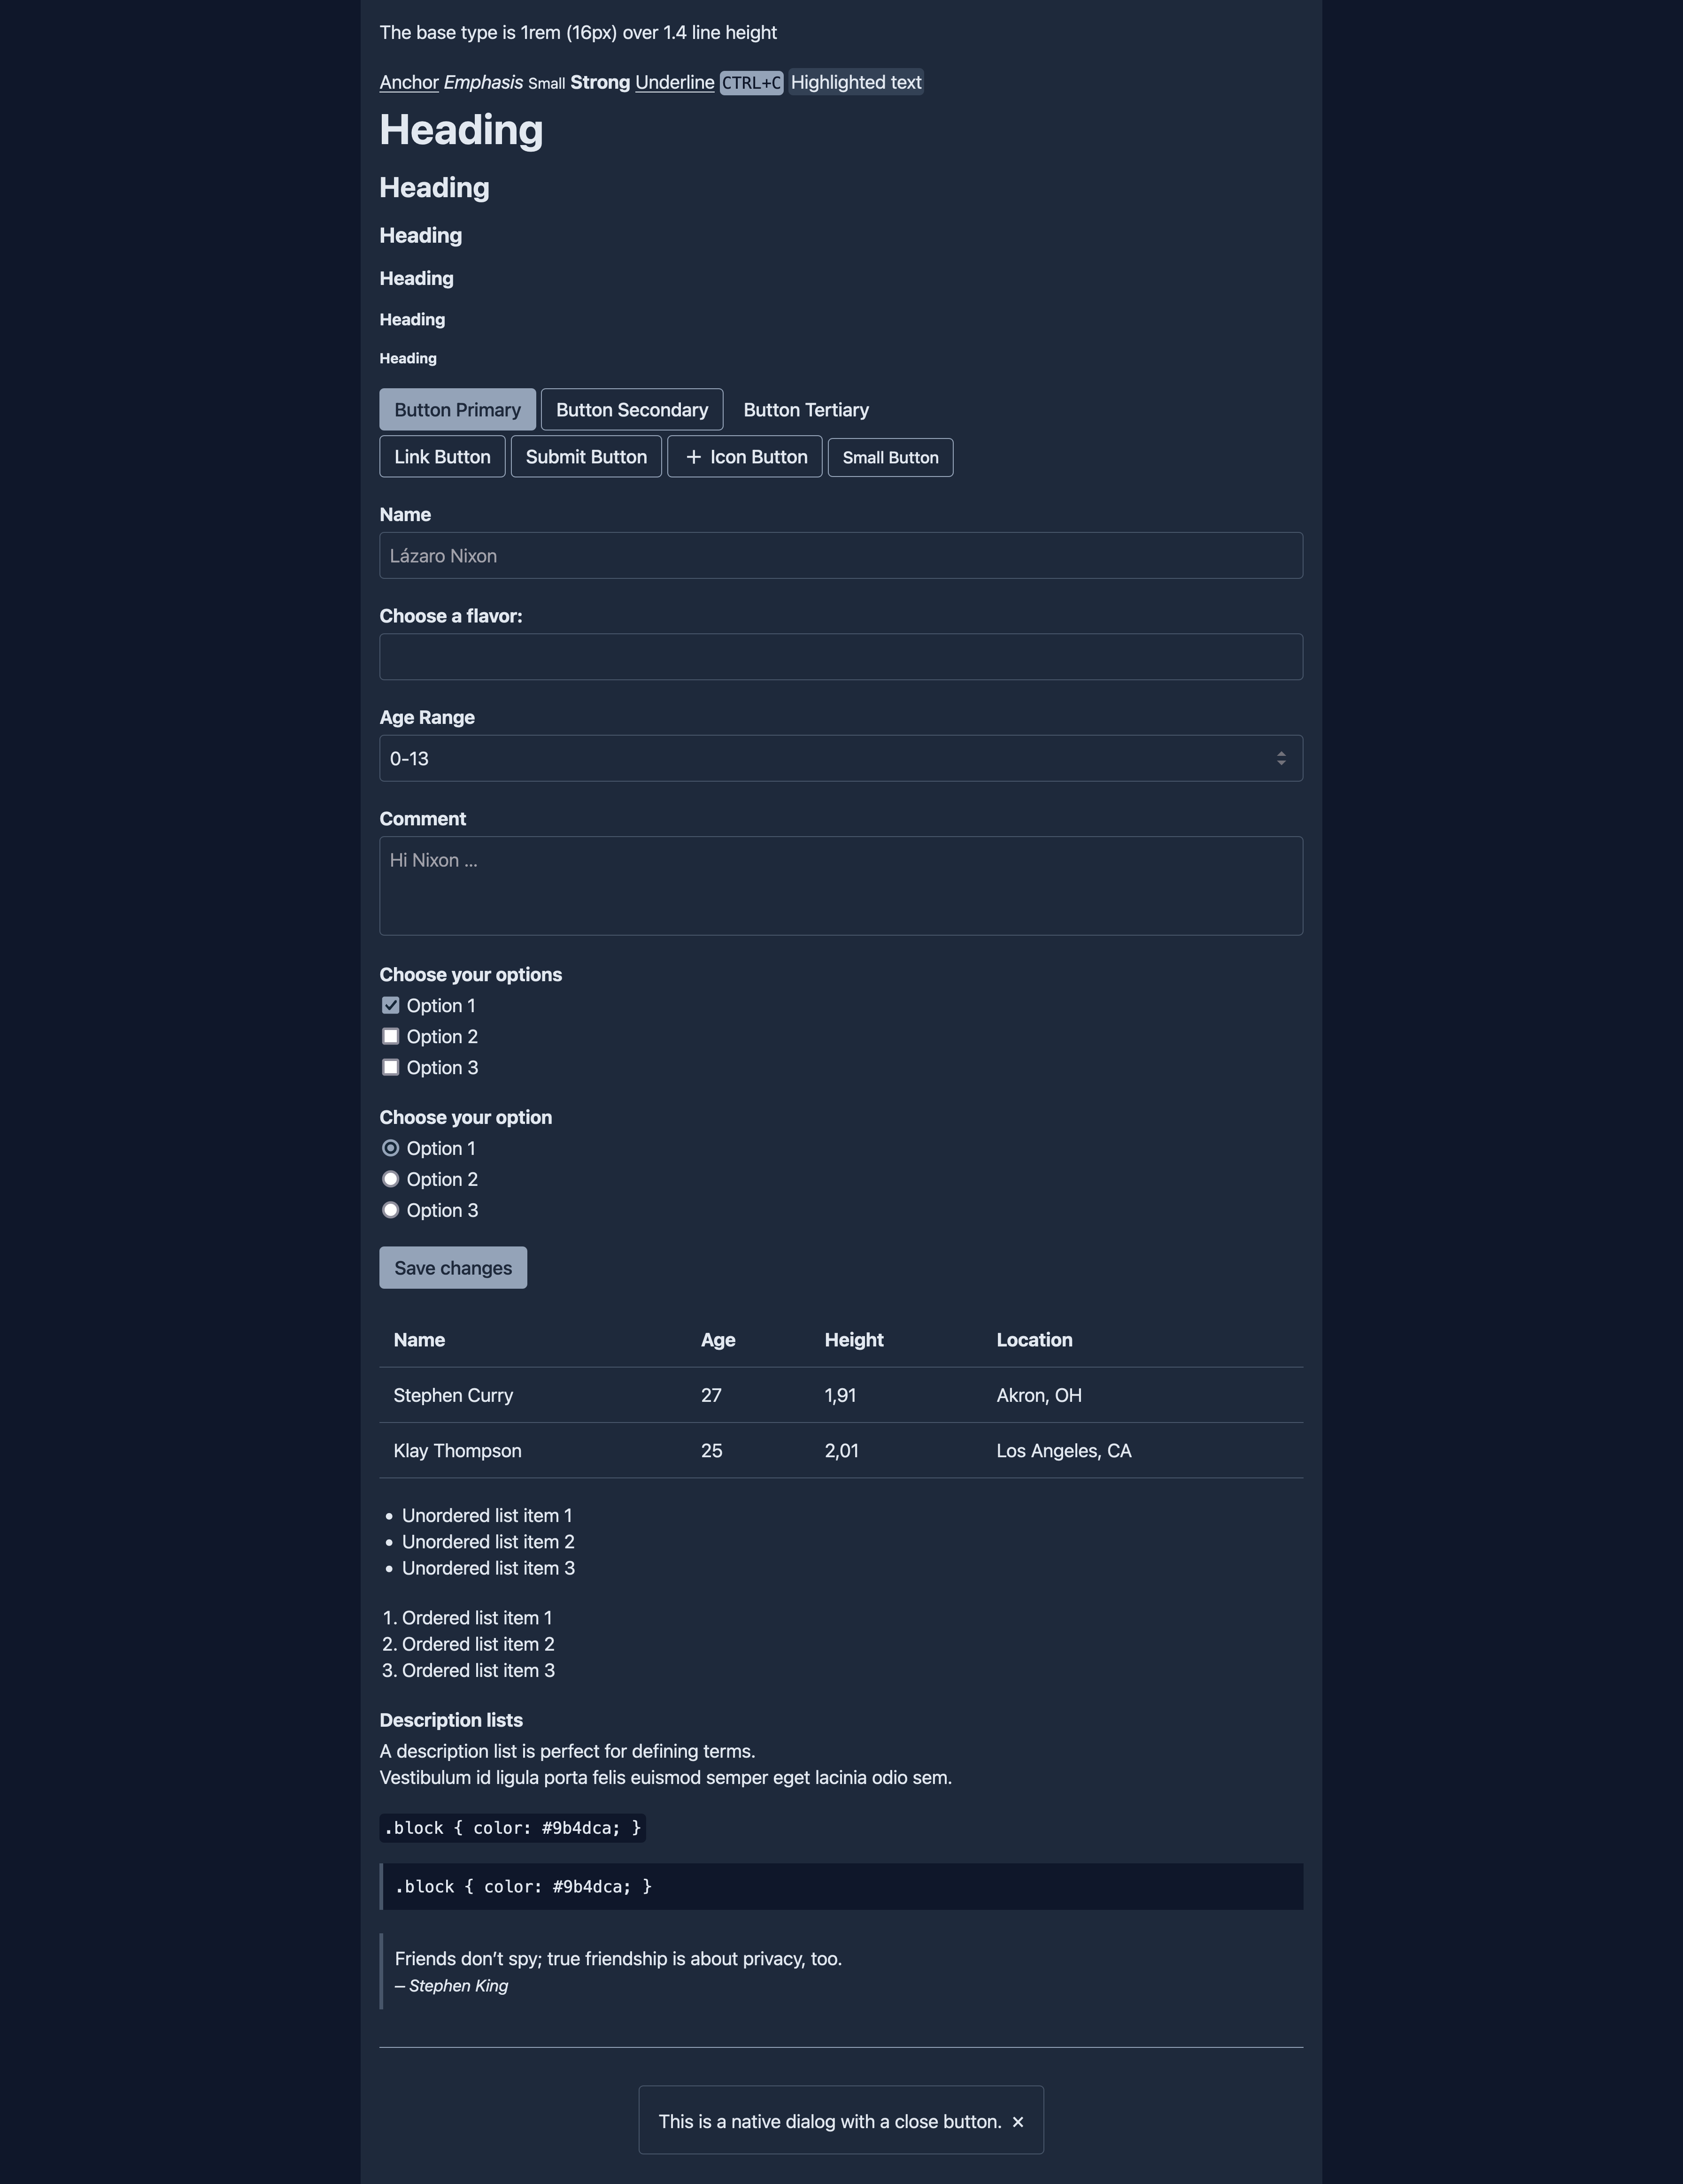 The base type is 1rem (16px) over 1.4 line height
Anchor Emphasis Small Strong Underline CTRL+C Highlighted text
Heading
Heading
Heading
Heading
Heading
Heading
Button Primary Button Secondary Button Tertiary
Link Button Submit Button + Icon Button Small Button
Name
Lázaro Nixon
Choose a flavor:
Age Range
0-13
Comment
Hi Nixon ...
Choose your options
Option 1
Option 2
Option 3
Choose your option
Option 1
Option 2
Option 3
Save changes
Name Age Height Location
Stephen Curry 27 1,91 Akron, OH
Klay Thompson 25 2,01 Los Angeles, CA
• Unordered list item 1
• Unordered list item 2
• Unordered list item 3
1. Ordered list item 1
2. Ordered list item 2
3. Ordered list item 3
Description lists
A description list is perfect for defining terms.
Vestibulum id ligula porta felis euismod semper eget lacinia odio sem.
.block { color: #9b4dca; }
.block { color: #9b4dca; }
Friends don’t spy; true friendship is about privacy, too.
— Stephen King
This is a native dialog with a close button. ×